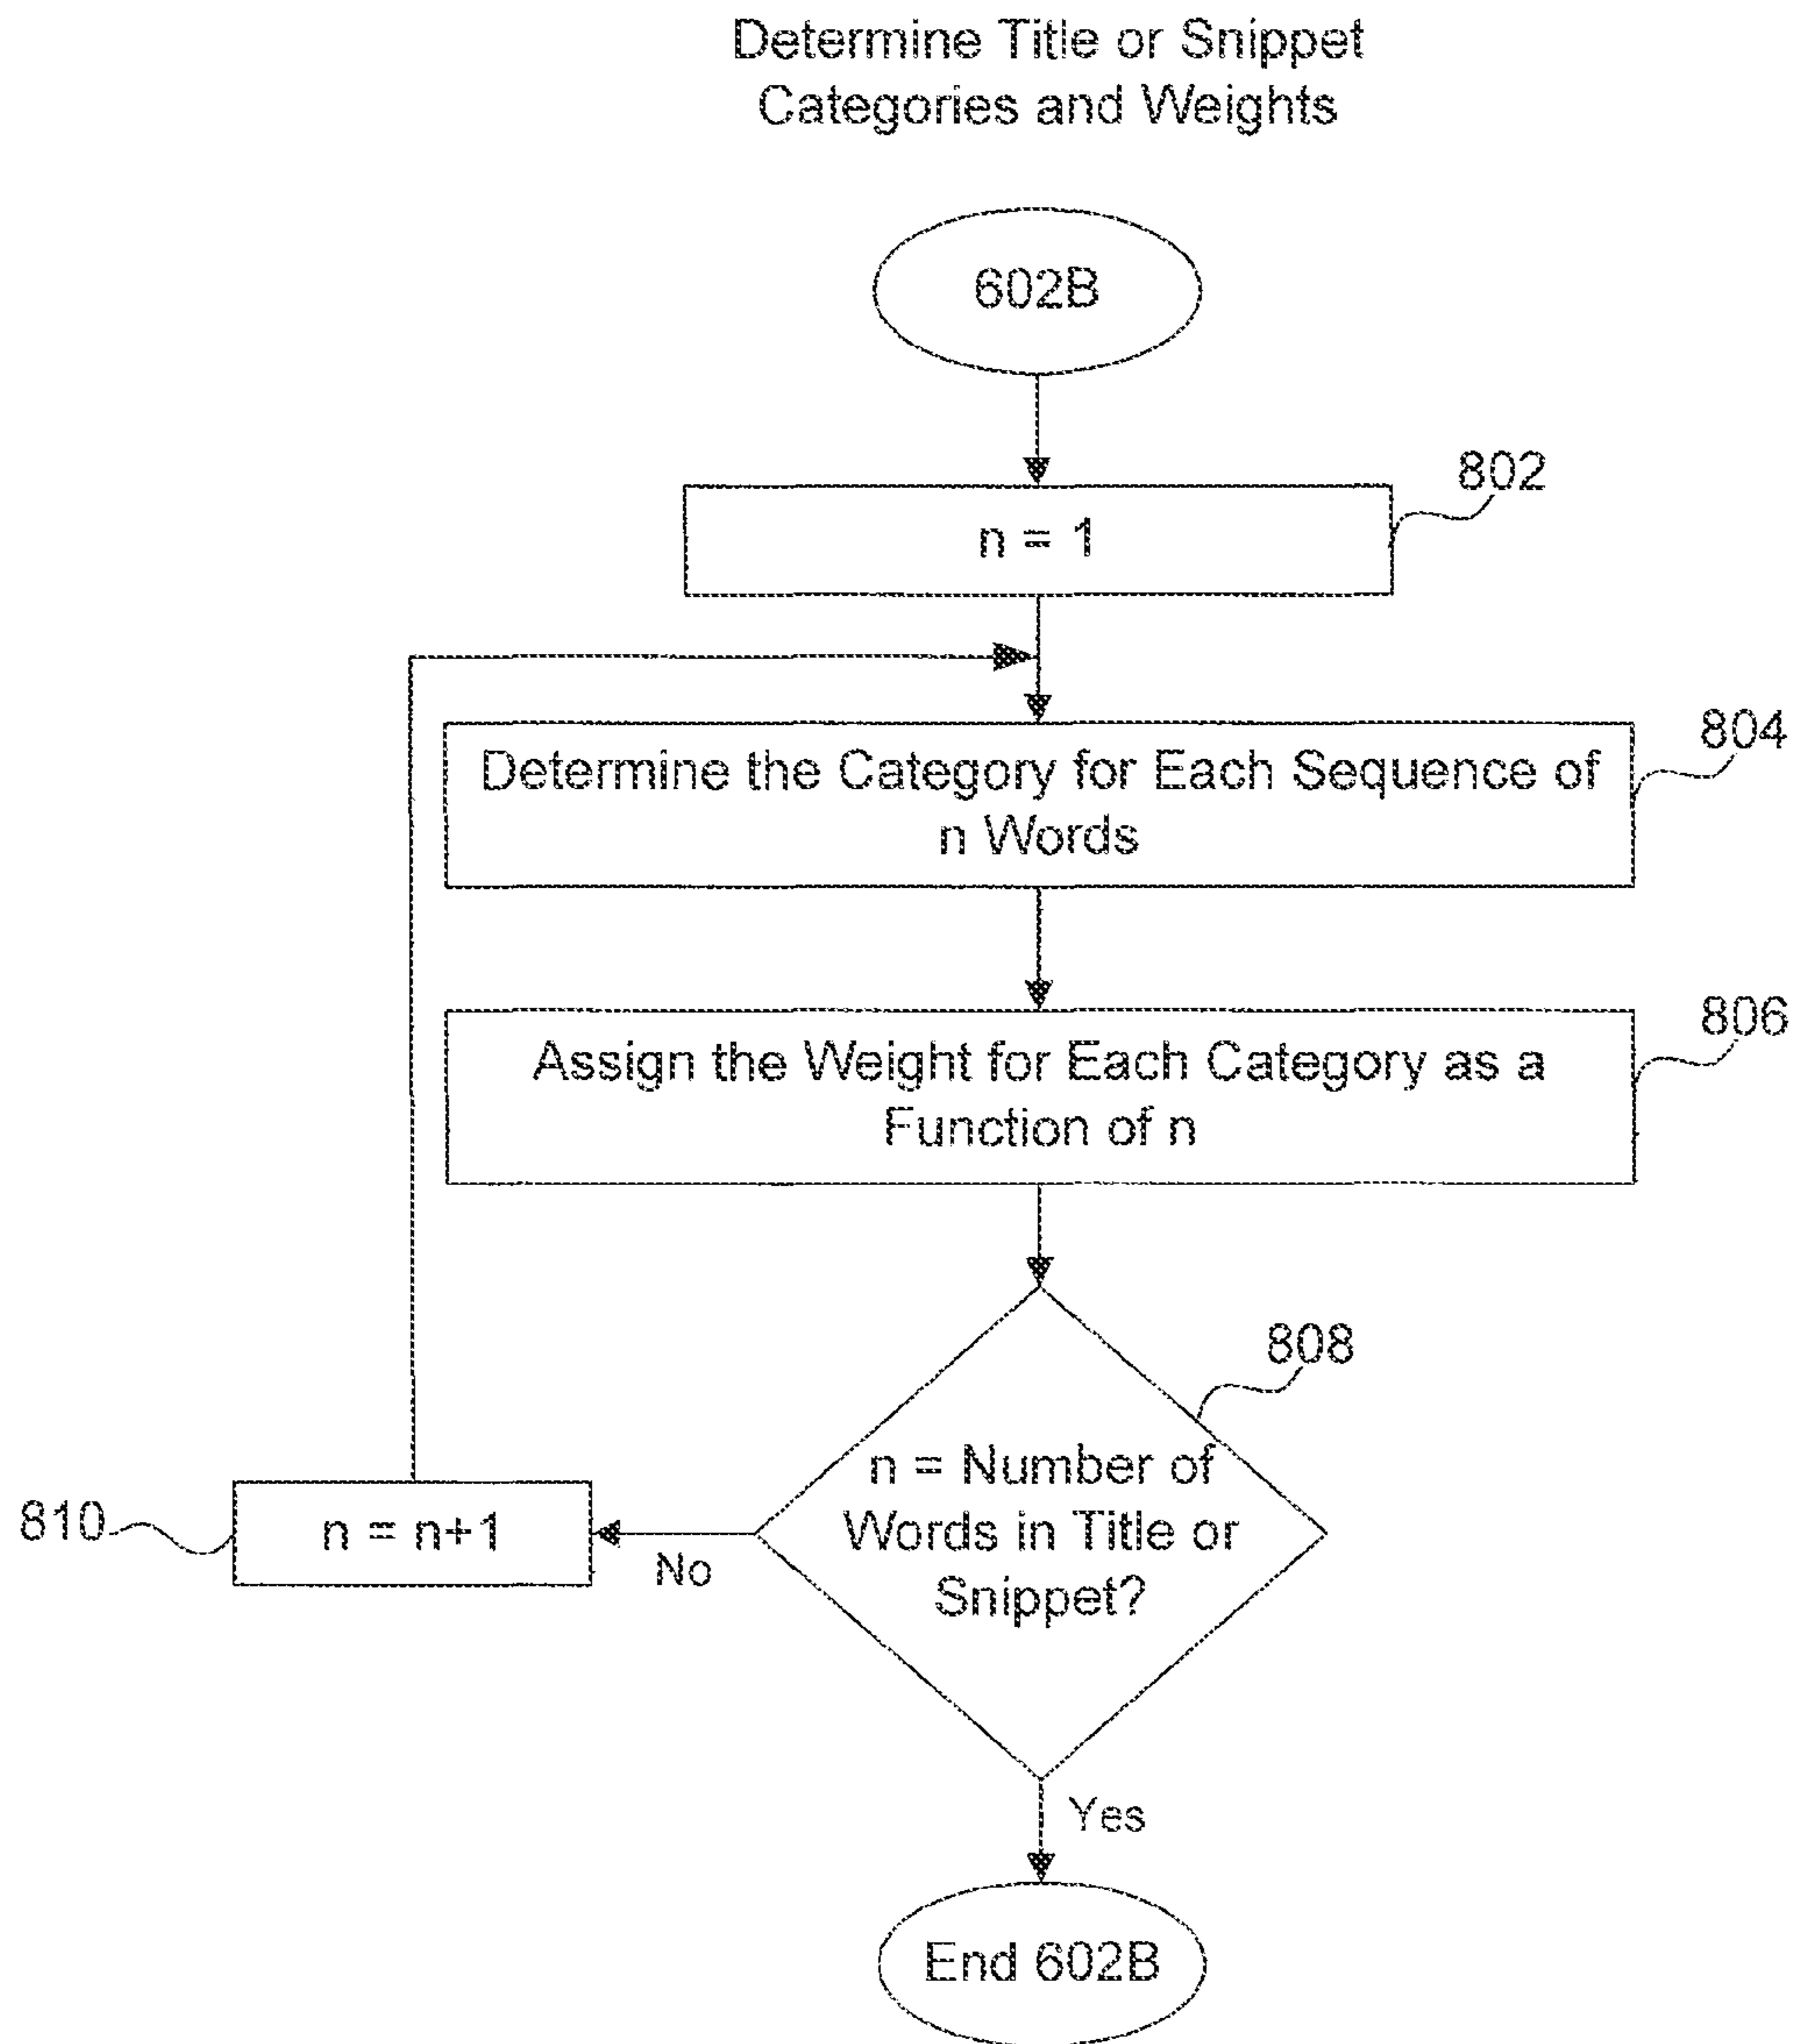 Determine Title or Snippet
Categories and Weights
602B
802
n = 1
804
Determine the Category for Each Sequence of
n Words
806
Assign the Weight for Each Category as a
Function of n
808
n = Number of
Words in Title or
Snippet?
810
n = n+1
No
Yes
End 602B